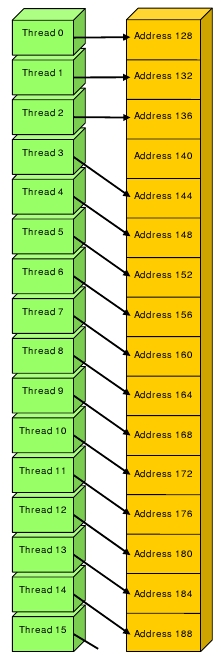 Thread 0
Address 128
Thread 1
Address 132
Thread 2
Address 136
Thread 3
Address 140
Thread 4
Address 144
Thread 5
Address 148
Thread 6
Address 152
Thread 7
Address 156
Thread 8
Address 160
Thread 9
Address 164
Thread 10
Address 168
Thread 11
Address 172
Thread 12
Address 176
Thread 13
Address 180
Thread 14
Address 184
Thread 15
Address 188